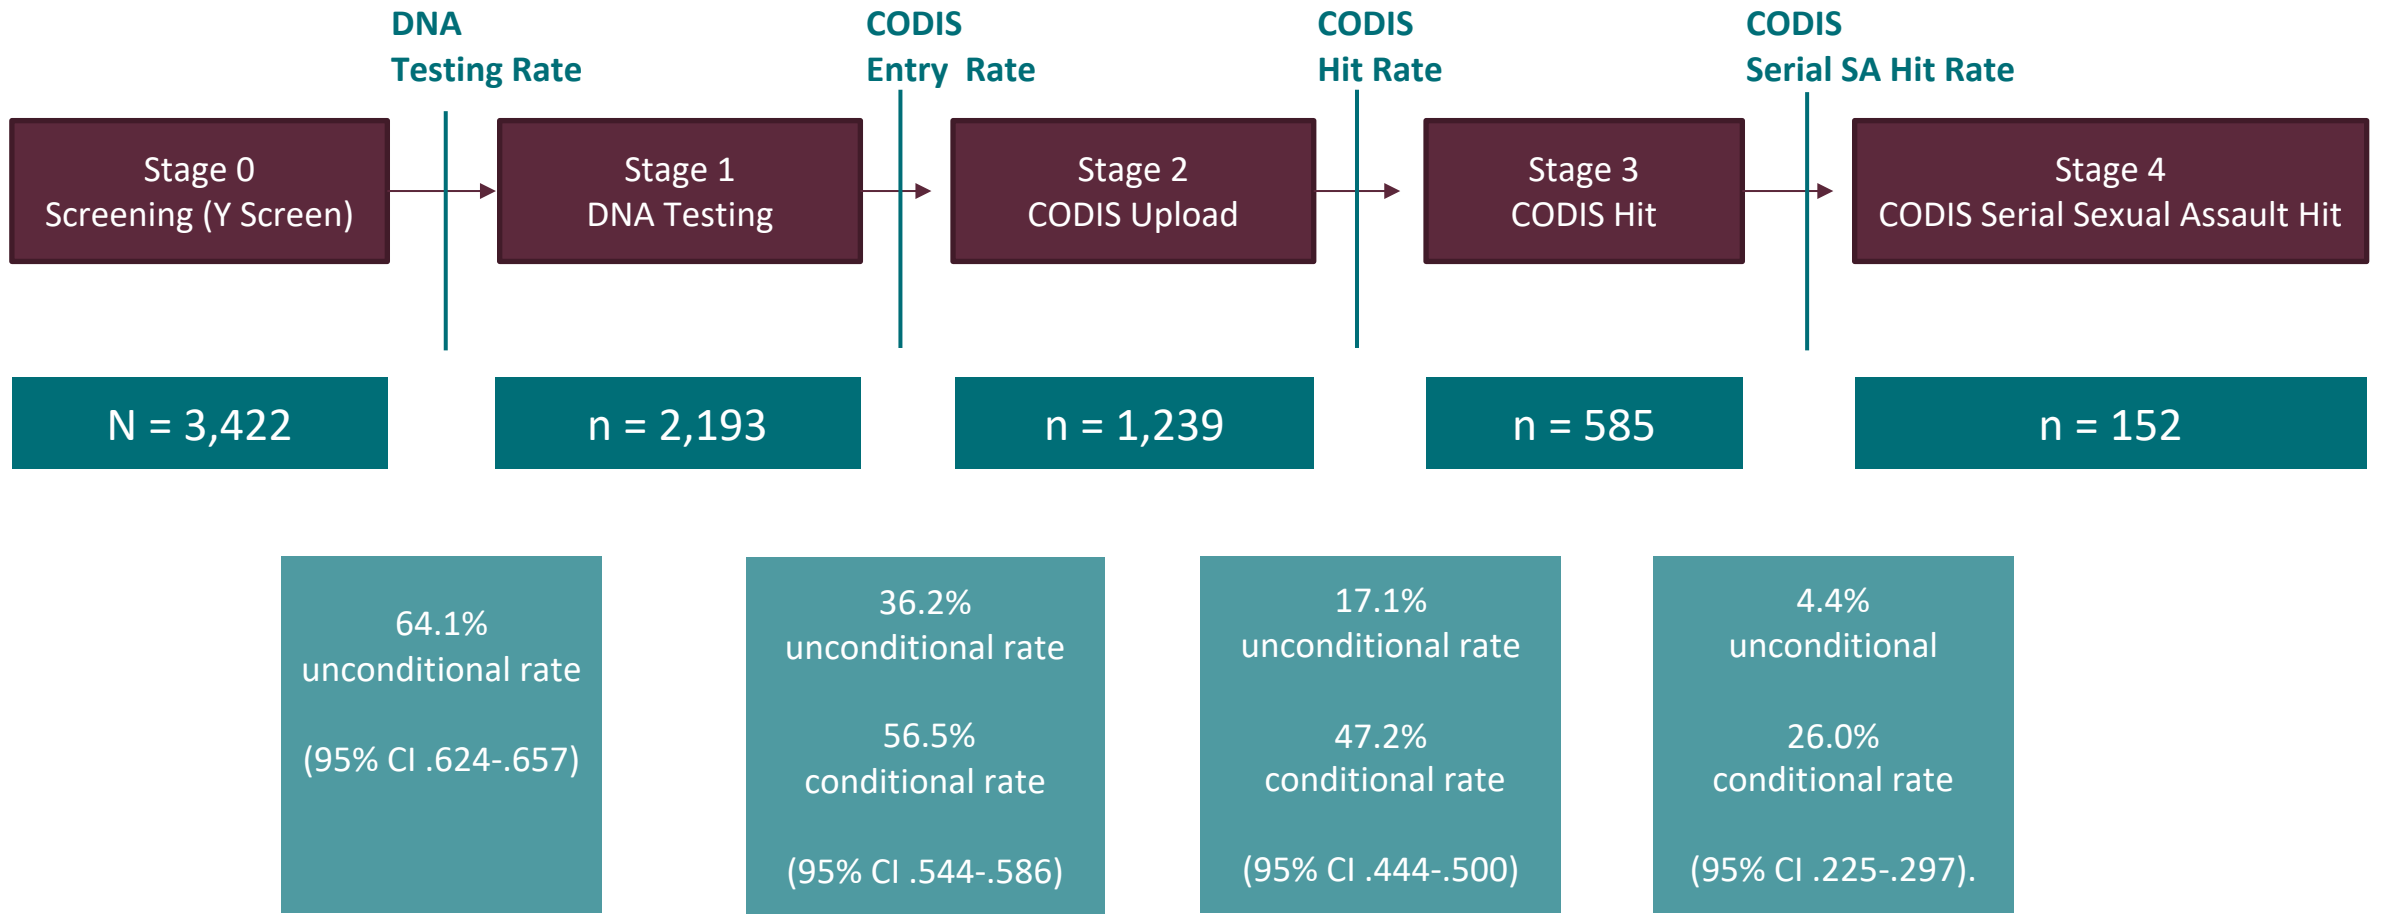 DNA
Testing Rate
CODIS
Entry Rate
CODIS
Hit Rate
CODIS
Serial SA Hit Rate
Stage 0
Screening (Y Screen)
Stage 1
DNA Testing
Stage 2
CODIS Upload
Stage 3
CODIS Hit
Stage 4
CODIS Serial Sexual Assault Hit
N = 3,422
n = 2,193
n = 1,239
n = 585
n = 152
64.1%
unconditional rate
(95% CI .624-.657)
36.2%
unconditional rate
56.5%
conditional rate
(95% CI .544-.586)
17.1%
unconditional rate
47.2%
conditional rate
(95% CI .444-.500)
4.4%
unconditional
26.0%
conditional rate
(95% CI .225-.297).